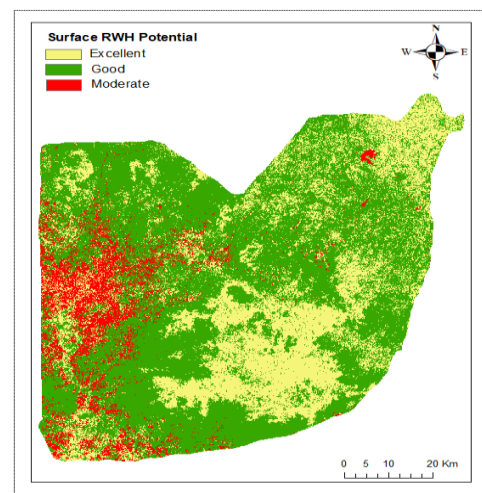 Surface RWH Potential
Excellent
Good
Moderate
N
W E
S
0 5 10 20 Km